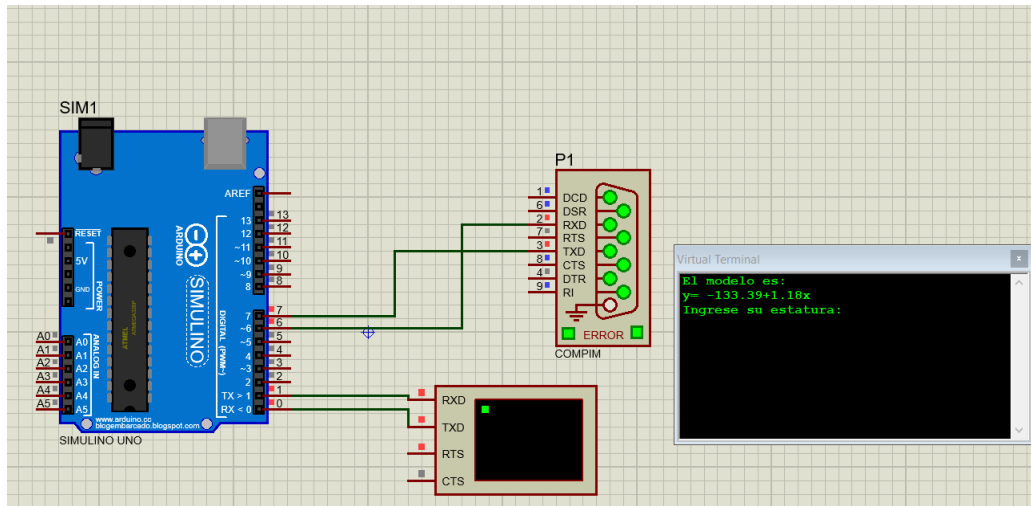 SIM1
AREF
13
12
~11
~10
~9
8
7
~6
~5
4
~3
2
TX > 1
RX < 0
13
12
11
10
9
8
7
6
5
4
3
2
1
0
RESET
5V
GND
POWER
ANALOG IN
A0
A1
A2
A3
A4
A5
A0
A1
A2
A3
A4
A5
ARDUINO
SIMULINO
DIGITAL (PWM~)
ATMEL
www.arduino.cc
blogembarcado.blogspot.com
SIMULINO UNO
P1
1
6
2
7
3
8
4
9
DCD
DSR
RXD
RTS
TXD
CTS
DTR
RI
ERROR
COMPIM
RXD
TXD
RTS
CTS
Virtual Terminal
x
El modelo es:
y= -133.39+1.18x
Ingrese su estatura: